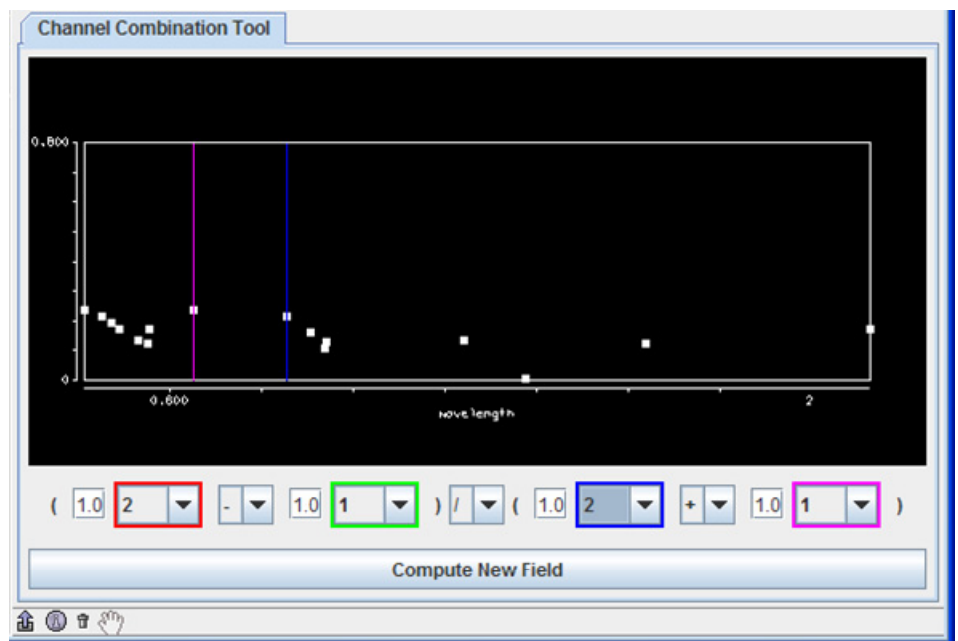 Channel Combination Tool
0.800
0
0.600 2
Wavelength
( 1.0 2 - 1.0 1 ) / ( 1.0 2 + 1.0 1 )
Compute New Field